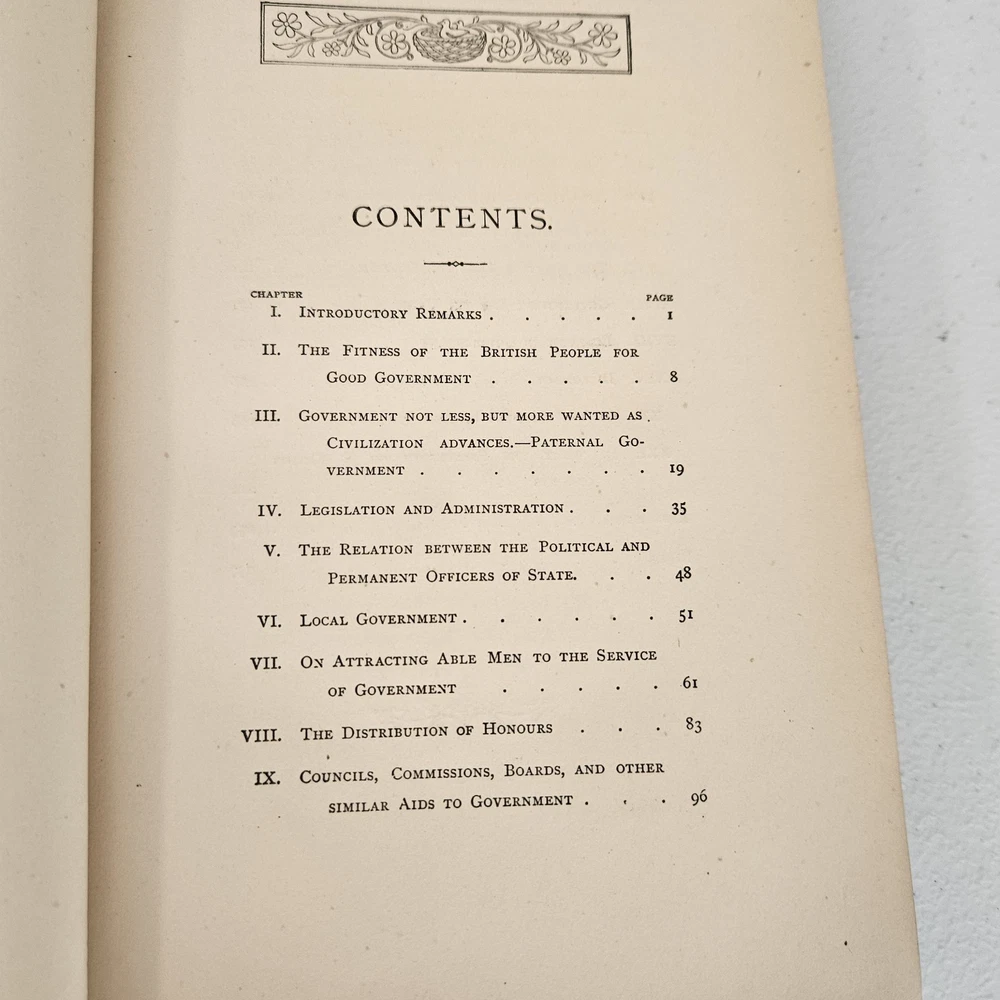 CONTENTS.
CHAPTER PAGE
I. INTRODUCTORY REMARKS . . . . . 1
II. THE FITNESS OF THE BRITISH PEOPLE FOR
GOOD GOVERNMENT . . . . . 8
III. GOVERNMENT NOT LESS, BUT MORE WANTED AS .
CIVILIZATION ADVANCES.—PATERNAL GO-
VERNMENT . . . . . . . 19
IV. LEGISLATION AND ADMINISTRATION . . . 35
V. THE RELATION BETWEEN THE POLITICAL AND
PERMANENT OFFICERS OF STATE. . . 48
VI. LOCAL GOVERNMENT . . . . . . 51
VII. ON ATTRACTING ABLE MEN TO THE SERVICE
OF GOVERNMENT . . . . . 61
VIII. THE DISTRIBUTION OF HONOURS . . . 83
IX. COUNCILS, COMMISSIONS, BOARDS, AND OTHER
SIMILAR AIDS TO GOVERNMENT . . . 96